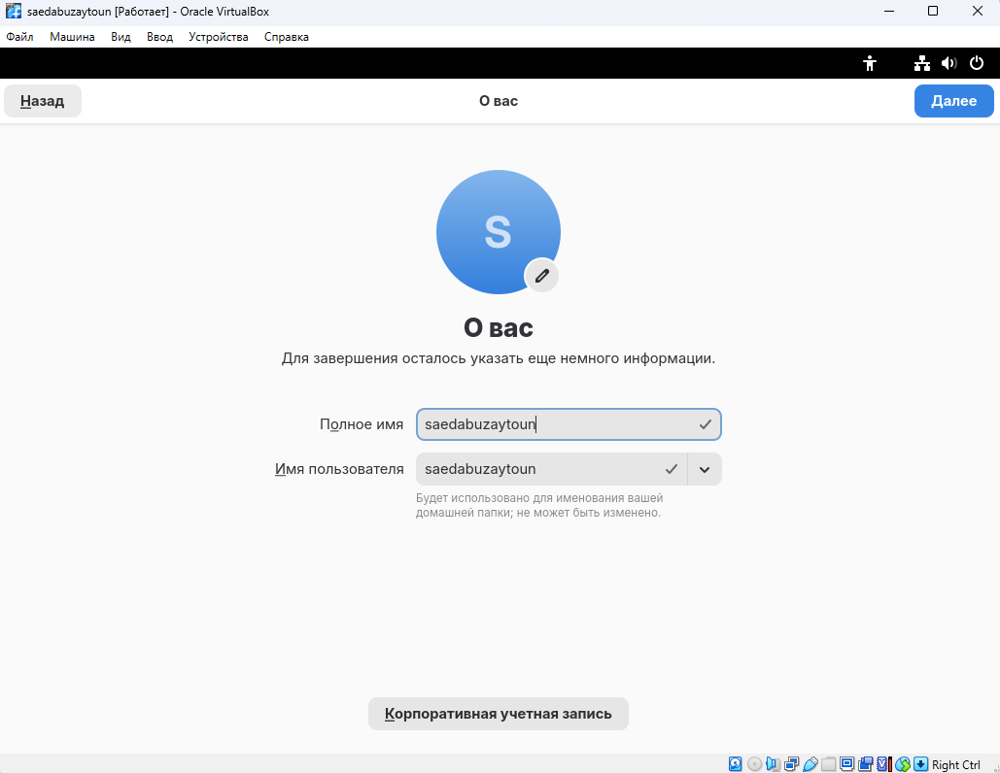 saedabuzaytoun [Работает] - Oracle VirtualBox
Файл Машина Вид Ввод Устройства Справка
Назад
О вас
Далее
S
О вас
Для завершения осталось указать еще немного информации.
Полное имя
saedabuzaytoun
Имя пользователя
saedabuzaytoun
Будет использовано для именования вашей
домашней папки; не может быть изменено.
Корпоративная учетная запись
Right Ctrl